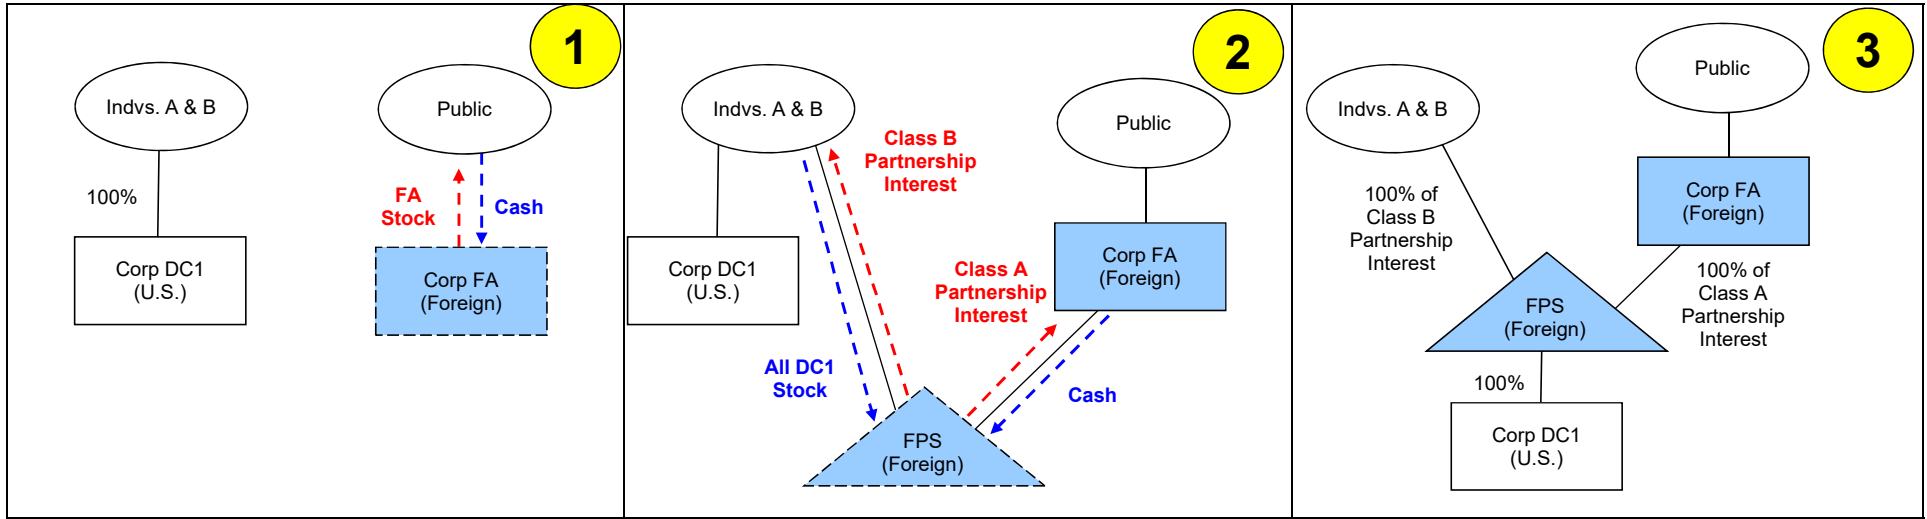 1
Indvs. A & B
Public
100%
FA
Stock
Cash
Corp DC1
(U.S.)
Corp FA
(Foreign)
2
Indvs. A & B
Public
Class B
Partnership
Interest
Corp DC1
(U.S.)
Corp FA
(Foreign)
Class A
Partnership
Interest
All DC1
Stock
Cash
FPS
(Foreign)
3
Public
Indvs. A & B
Corp FA
(Foreign)
100% of
Class B
Partnership
Interest
100% of
Class A
Partnership
Interest
FPS
(Foreign)
100%
Corp DC1
(U.S.)